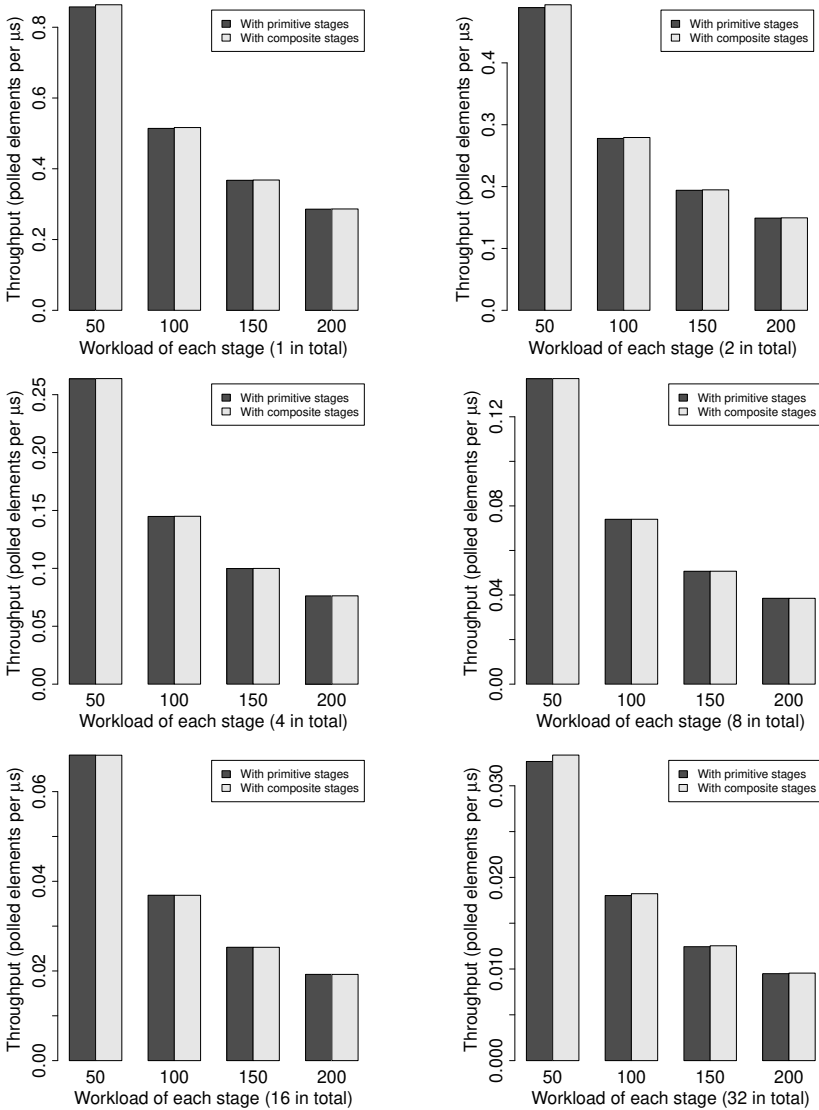 Throughput (polled elements per μs)
0.0 0.2 0.4 0.6 0.8
With primitive stages
With composite stages
50 100 150 200
Workload of each stage (1 in total)
Throughput (polled elements per μs)
0.0 0.1 0.2 0.3 0.4
With primitive stages
With composite stages
50 100 150 200
Workload of each stage (2 in total)
Throughput (polled elements per μs)
0.00 0.05 0.10 0.15 0.25
With primitive stages
With composite stages
50 100 150 200
Workload of each stage (4 in total)
Throughput (polled elements per μs)
0.00 0.04 0.08 0.12
With primitive stages
With composite stages
50 100 150 200
Workload of each stage (8 in total)
Throughput (polled elements per μs)
0.00 0.02 0.04 0.06
With primitive stages
With composite stages
50 100 150 200
Workload of each stage (16 in total)
Throughput (polled elements per μs)
0.000 0.010 0.020 0.030
With primitive stages
With composite stages
50 100 150 200
Workload of each stage (32 in total)